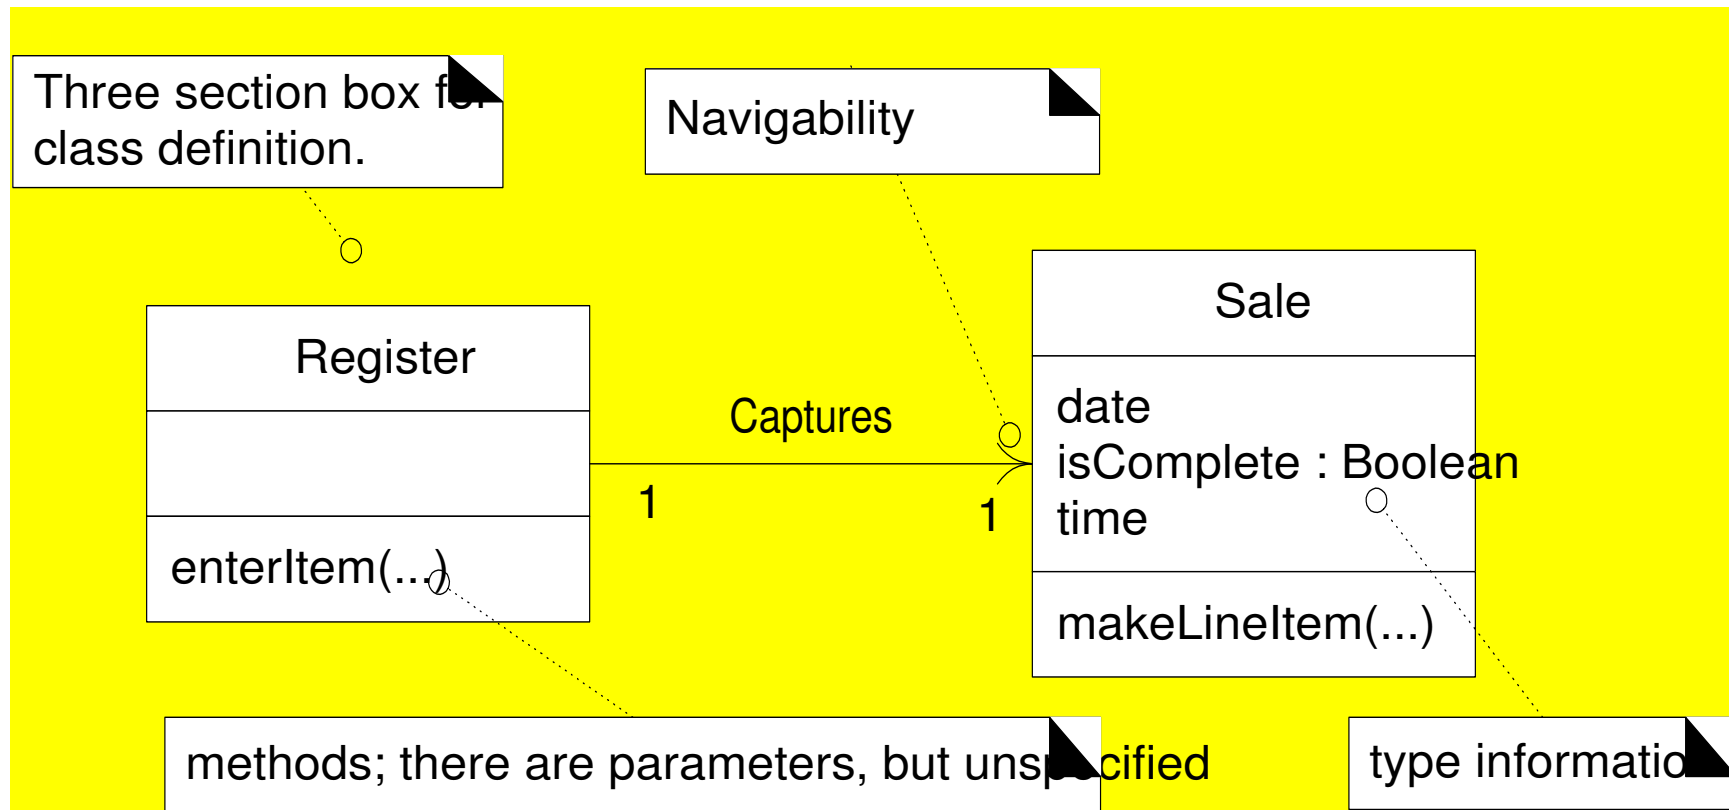 Three section box for
class definition.
Navigability
Sale
Register
date
Captures
isComplete : Boolean
1
1
time
enterItem(...)
makeLineItem(...)
methods; there are parameters, but unspecified
type information